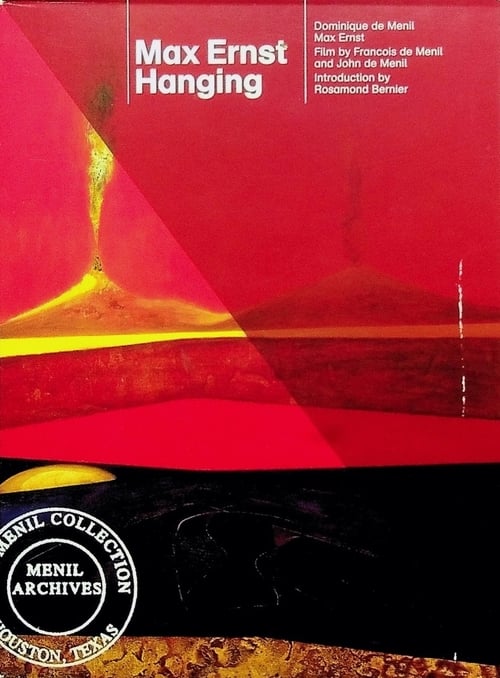 Max Ernst
Hanging
Dominique de Menil
Max Ernst
Film by Francois de Menil
and John de Menil
Introduction by
Rosamond Bernier
MENIL COLLECTION
MENIL
ARCHIVES
HOUSTON, TEXAS